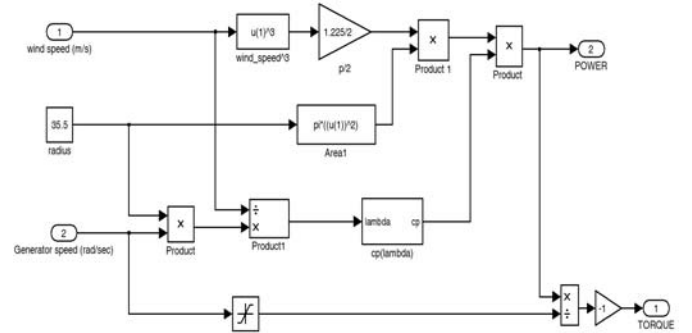 1
wind speed (m/s)
u(1)^3
wind_speed^3
1.225/2
p/2
x
Product 1
x
Product
2
POWER
35.5
radius
pi*((u(1))^2)
Area1
2
Generator speed (rad/sec)
x
Product
÷
x
Product1
lambda cp
cp(lambda)
x
÷
-1
1
TORQUE